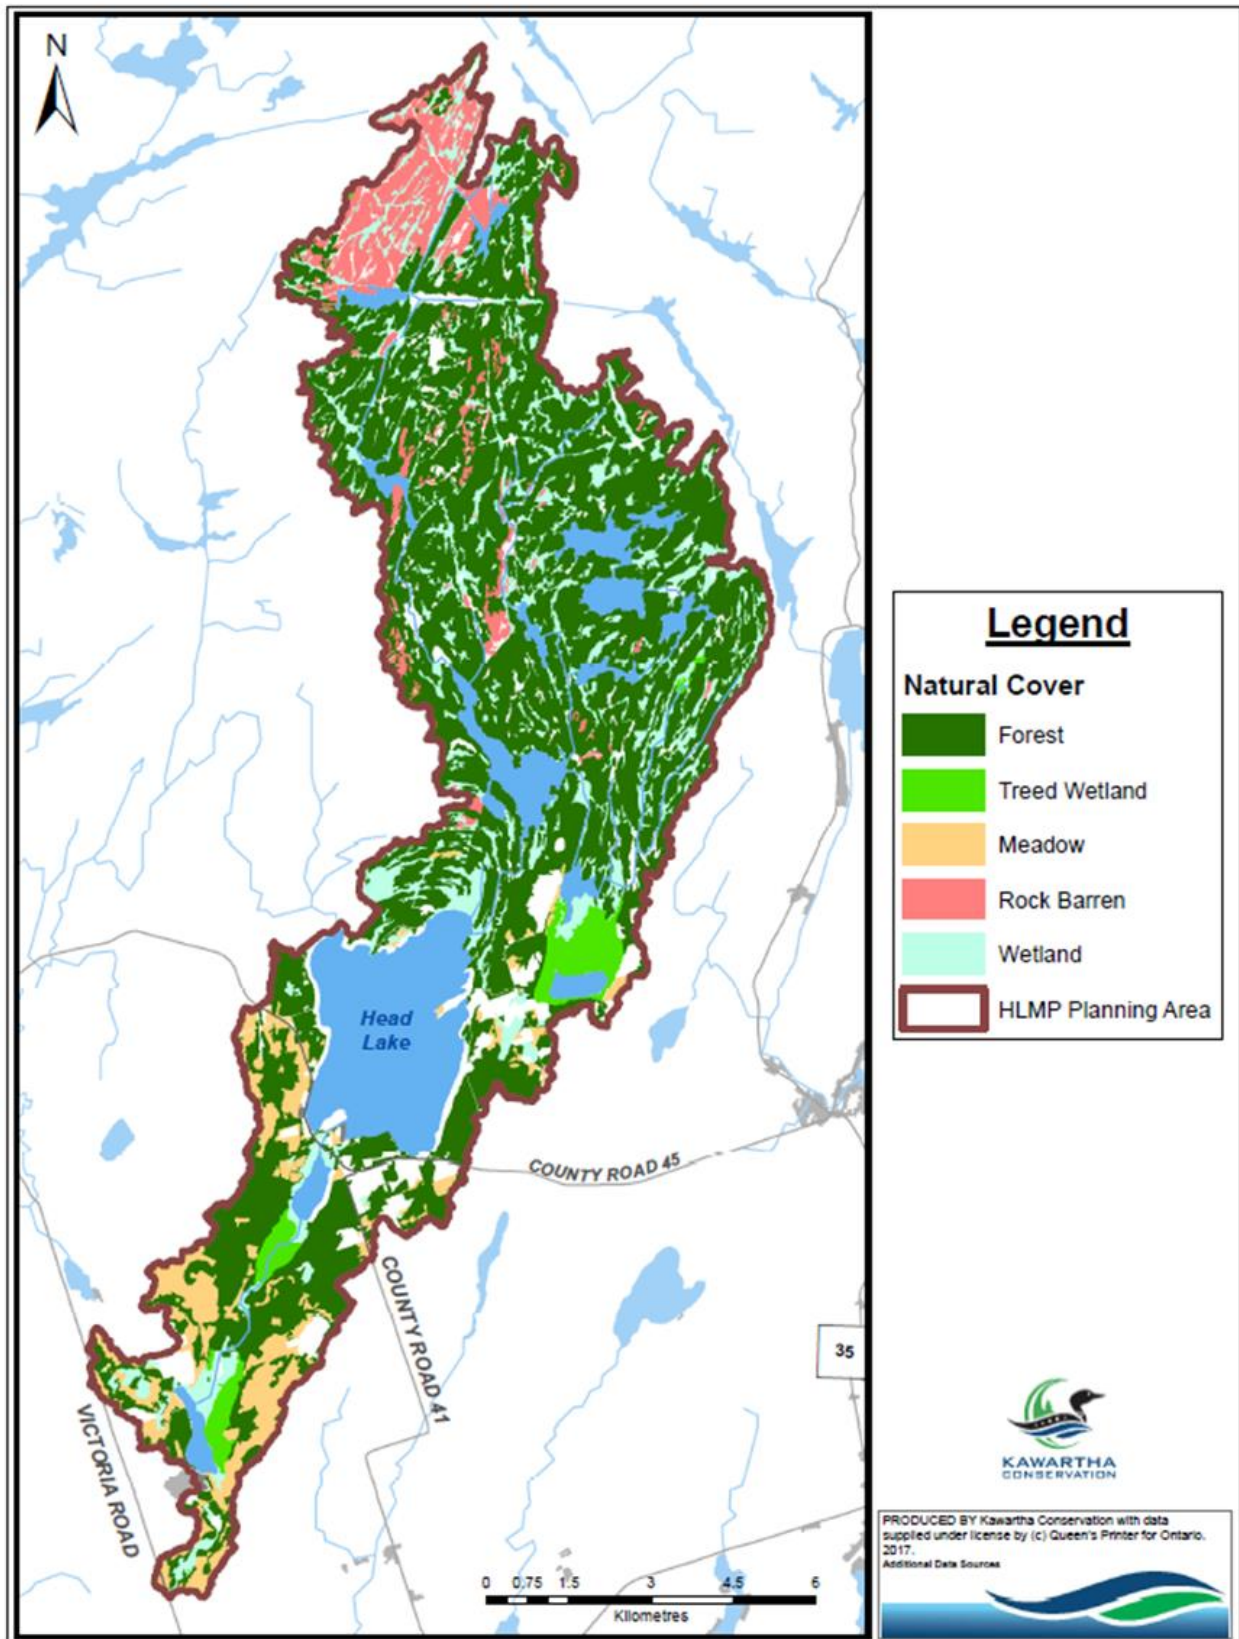 N
Head
Lake
COUNTY ROAD 45
COUNTY ROAD 41
VICTORIA ROAD
35
0 0.75 1.5 3 4.5 6
Kilometres
Legend
Natural Cover
Forest
Treed Wetland
Meadow
Rock Barren
Wetland
HLMP Planning Area
KAWARTHA
CONSERVATION
PRODUCED BY Kawartha Conservation with data
supplied under license by (c) Queen's Printer for Ontario.
2017.
Additional Data Sources